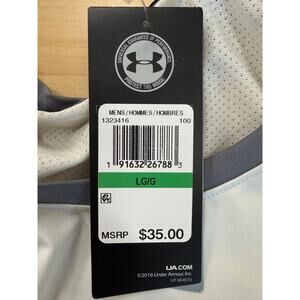 UNIVERSAL GUARANTEE OF PERFORMANCE
PROTECT THIS HOUSE
MENS/HOMMES/HOMBRES
1323416 100
1 91632 26788 3
LG/G
MSRP $35.00
UA.COM
©2016 Under Armour, Inc.